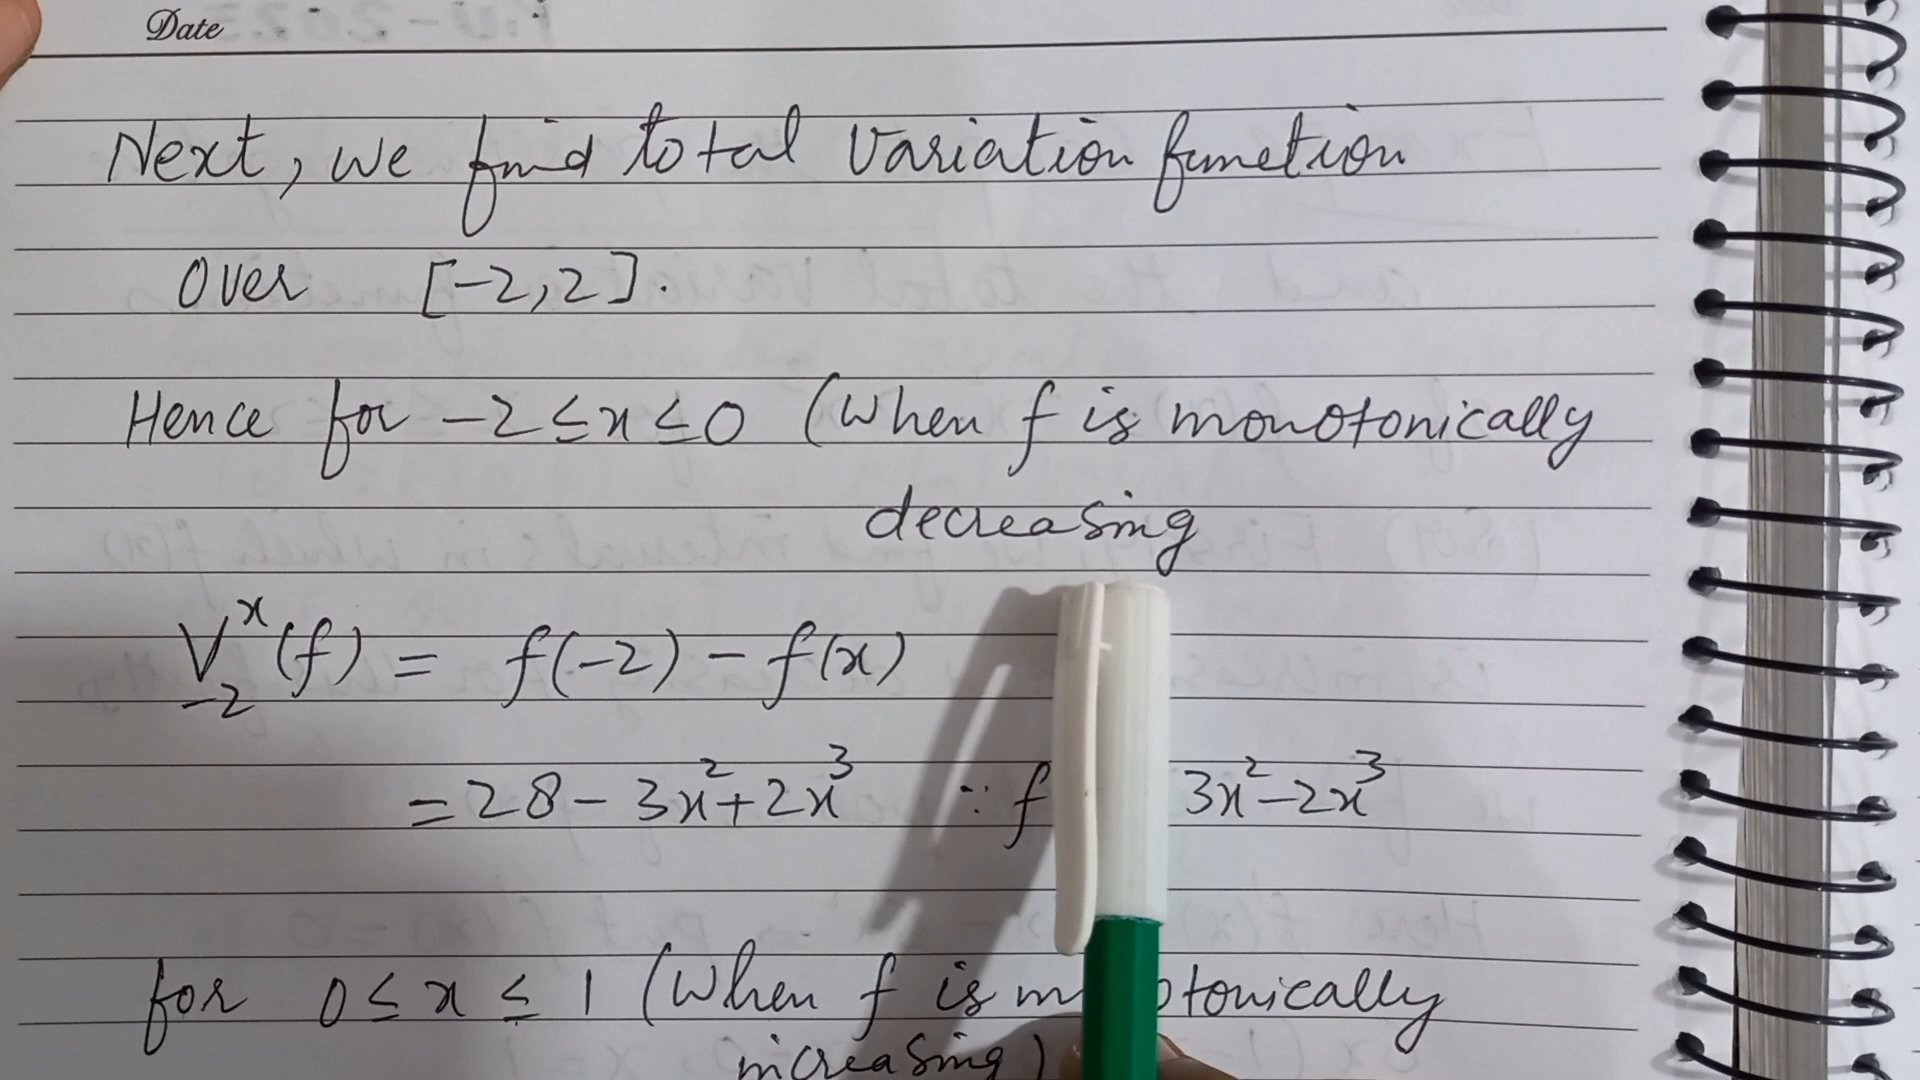 Date
Next, we find total variation function
over [-2,2].
Hence for -2 ≤ x ≤ 0 (when f is monotonically
decreasing
V_{-2}^{x}(f) = f(-2) - f(x)
= 28 - 3x² + 2x³ ∵ f 3x² - 2x³
for 0 ≤ x ≤ 1 (when f is m otonically
increasing)